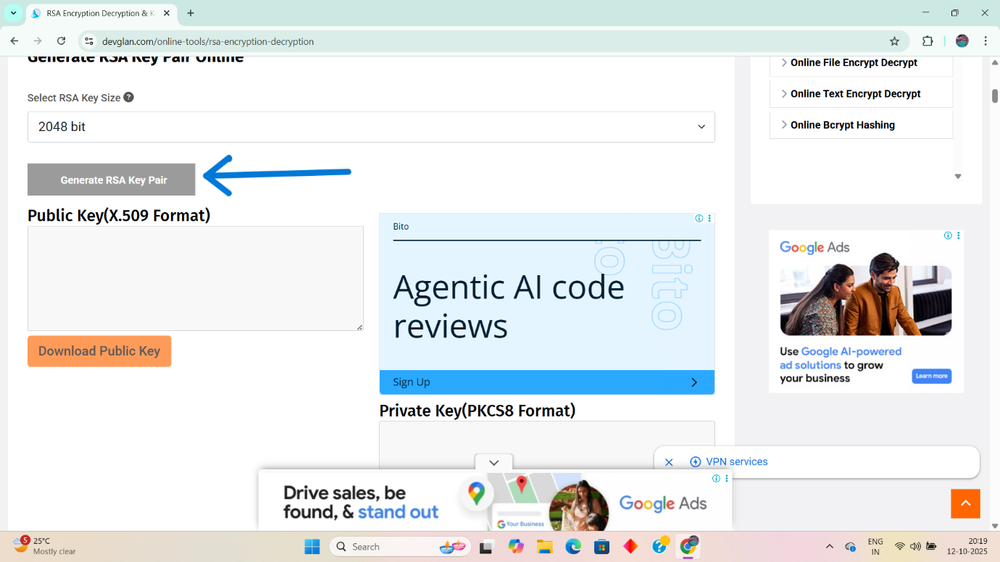 RSA Encryption Decryption & K
devglan.com/online-tools/rsa-encryption-decryption
Generate RSA Key Pair Online
Select RSA Key Size ?
2048 bit
Generate RSA Key Pair
Public Key(X.509 Format)
Download Public Key
Bito
Bito
Agentic AI code
reviews
Sign Up
Private Key(PKCS8 Format)
Online File Encrypt Decrypt
Online Text Encrypt Decrypt
Online Bcrypt Hashing
Google Ads
Use Google AI-powered
ad solutions to grow
your business
Learn more
VPN services
Drive sales, be
found, & stand out
Your Business
Google Ads
5
25°C
Mostly clear
Search
ENG
IN
20:19
12-10-2025